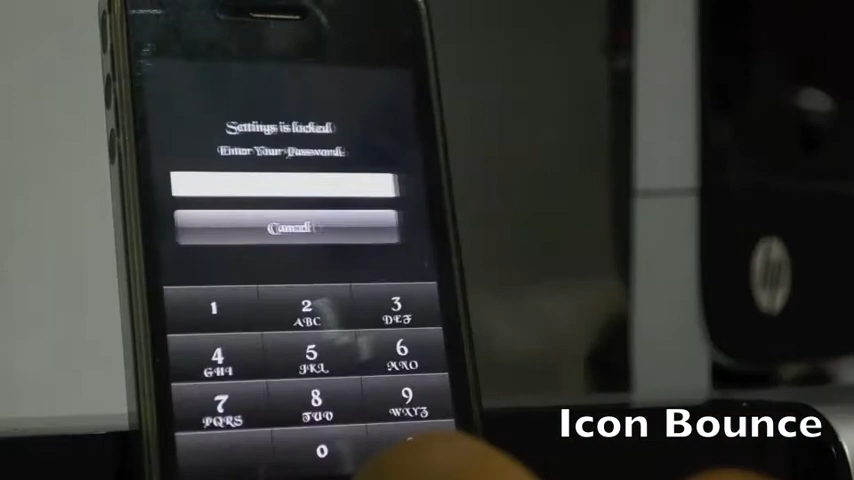 Settings is locked
Enter Your Password:
Cancel
1
2
3
ABC
DEF
4
5
6
GHI
JKL
MNO
7
8
9
PQRS
TUV
WXYZ
0
hp
Icon Bounce